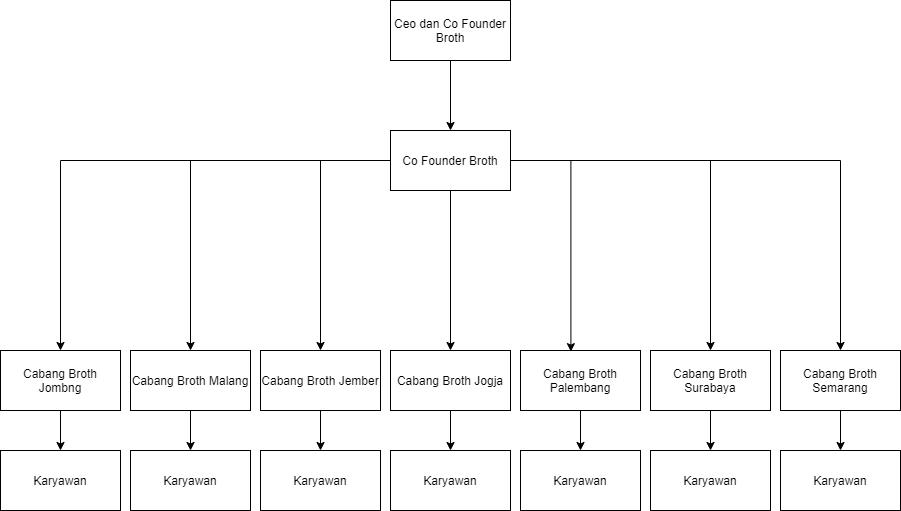 Ceo dan Co Founder
Broth
Co Founder Broth
Cabang Broth
Jombng
Cabang Broth Malang
Cabang Broth Jember
Cabang Broth Jogja
Cabang Broth
Palembang
Cabang Broth
Surabaya
Cabang Broth
Semarang
Karyawan
Karyawan
Karyawan
Karyawan
Karyawan
Karyawan
Karyawan